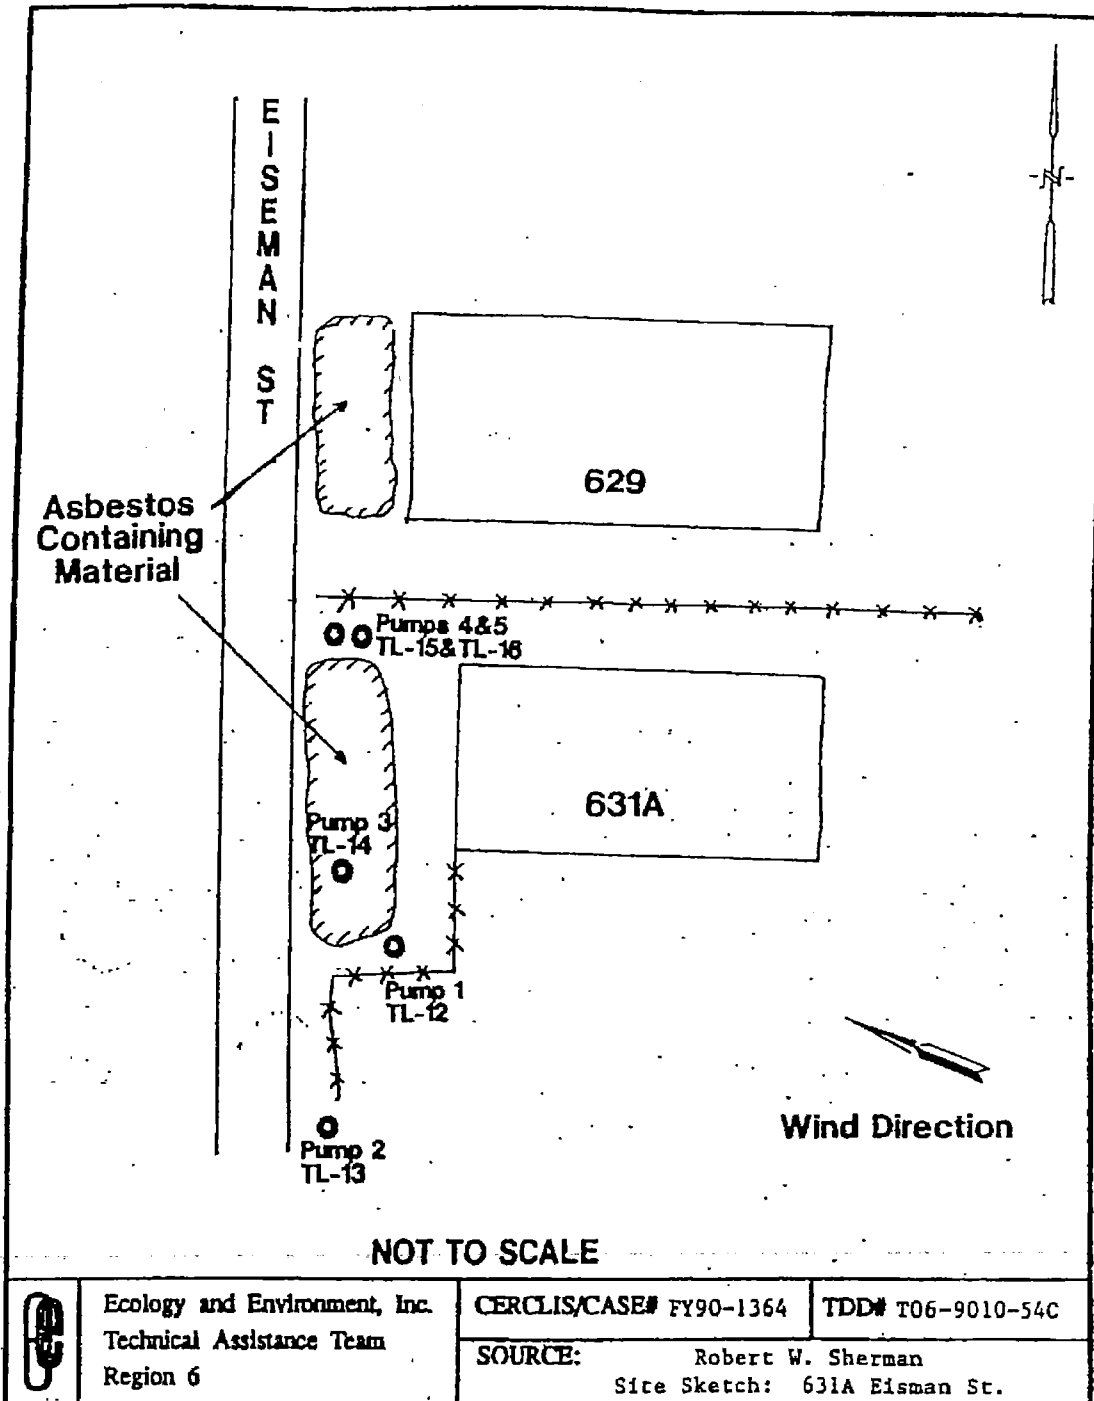 EISEMAN ST
N
629
Asbestos
Containing
Material
Pumps 4&5
TL-15&TL-16
631A
Pump 3
TL-14
Pump 1
TL-12
Wind Direction
Pump 2
TL-13
NOT TO SCALE
Ecology and Environment, Inc.
Technical Assistance Team
Region 6
CERCLIS/CASE# FY90-1364
TDD# T06-9010-54C
SOURCE: Robert W. Sherman
Site Sketch: 631A Eisman St.